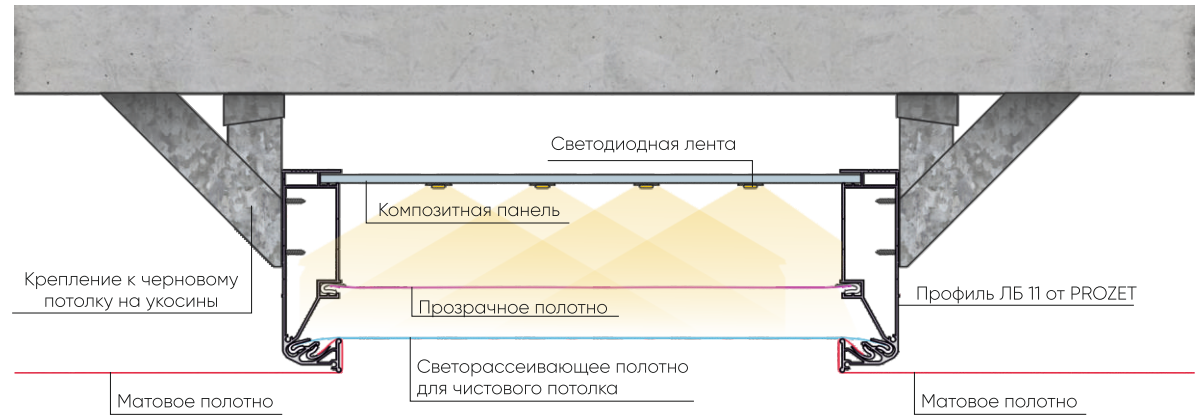 Светодиодная лента
Композитная панель
Крепление к черновому
потолку на укосины
Профиль ЛБ 11 от PROZET
Прозрачное полотно
Светорассеивающее полотно
для чистового потолка
Матовое полотно
Матовое полотно